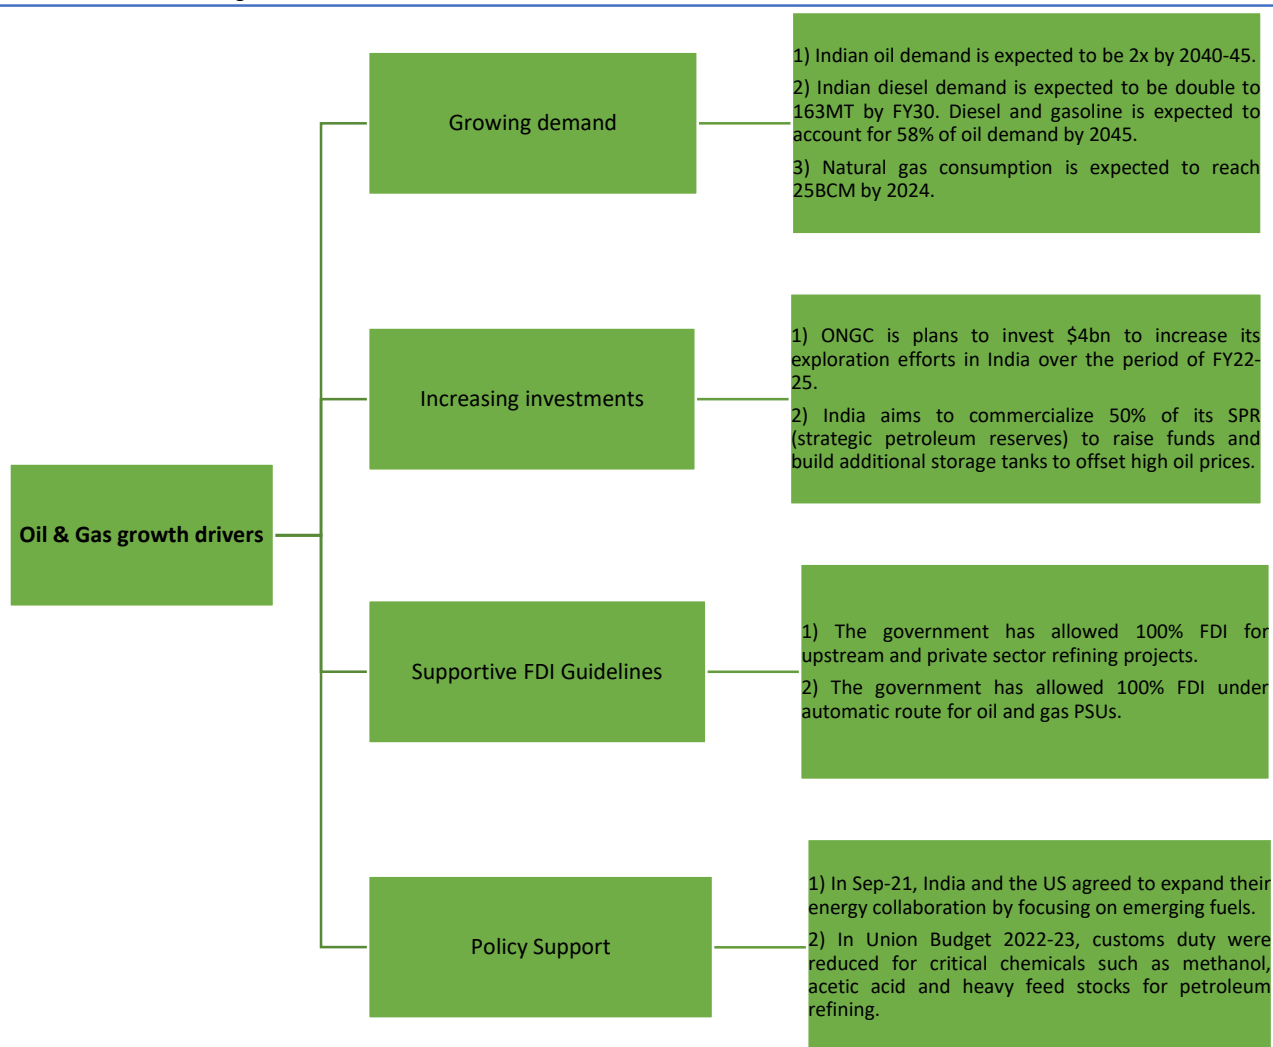 Oil & Gas growth drivers
Growing demand
1) Indian oil demand is expected to be 2x by 2040-45.
2) Indian diesel demand is expected to be double to
163MT by FY30. Diesel and gasoline is expected to
account for 58% of oil demand by 2045.
3) Natural gas consumption is expected to reach
25BCM by 2024.
Increasing investments
1) ONGC is plans to invest $4bn to increase its
exploration efforts in India over the period of FY22-
25.
2) India aims to commercialize 50% of its SPR
(strategic petroleum reserves) to raise funds and
build additional storage tanks to offset high oil prices.
Supportive FDI Guidelines
1) The government has allowed 100% FDI for
upstream and private sector refining projects.
2) The government has allowed 100% FDI under
automatic route for oil and gas PSUs.
Policy Support
1) In Sep-21, India and the US agreed to expand their
energy collaboration by focusing on emerging fuels.
2) In Union Budget 2022-23, customs duty were
reduced for critical chemicals such as methanol,
acetic acid and heavy feed stocks for petroleum
refining.